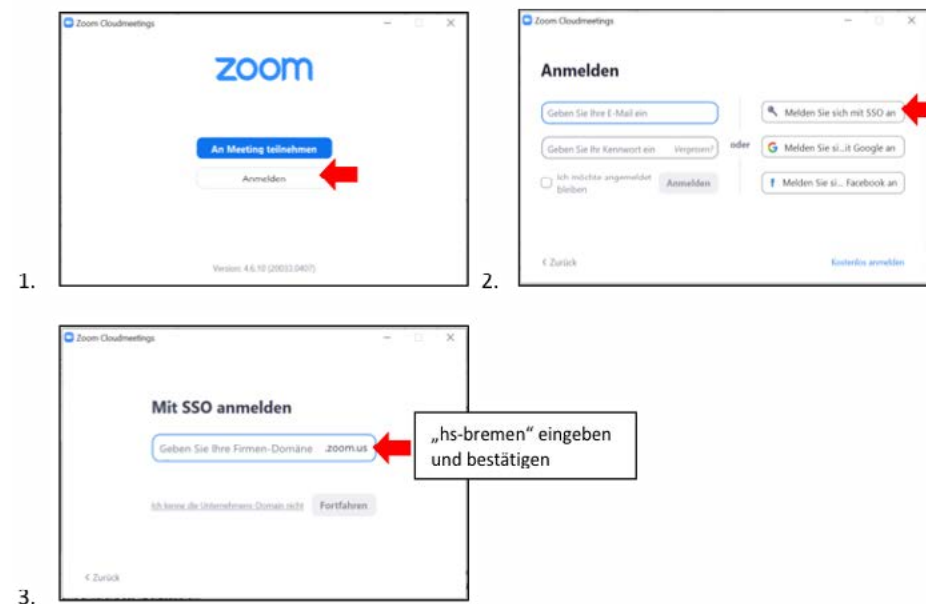 Zoom Cloudmeetings
zoom
An Meeting teilnehmen
Anmelden
Version: 4.6.10 (20033.0407)
1.
Zoom Cloudmeetings
Anmelden
Geben Sie Ihre E-Mail ein
Geben Sie Ihr Kennwort ein Vergessen?
Ich möchte angemeldet
bleiben
Anmelden
oder
Melden Sie sich mit SSO an
Melden Sie si...it Google an
Melden Sie si... Facebook an
< Zurück
Kostenlos anmelden
2.
Zoom Cloudmeetings
Mit SSO anmelden
Geben Sie Ihre Firmen-Domäne .zoom.us
Ich kenne die Unternehmens-Domain nicht
Fortfahren
< Zurück
„hs-bremen“ eingeben
und bestätigen
3.